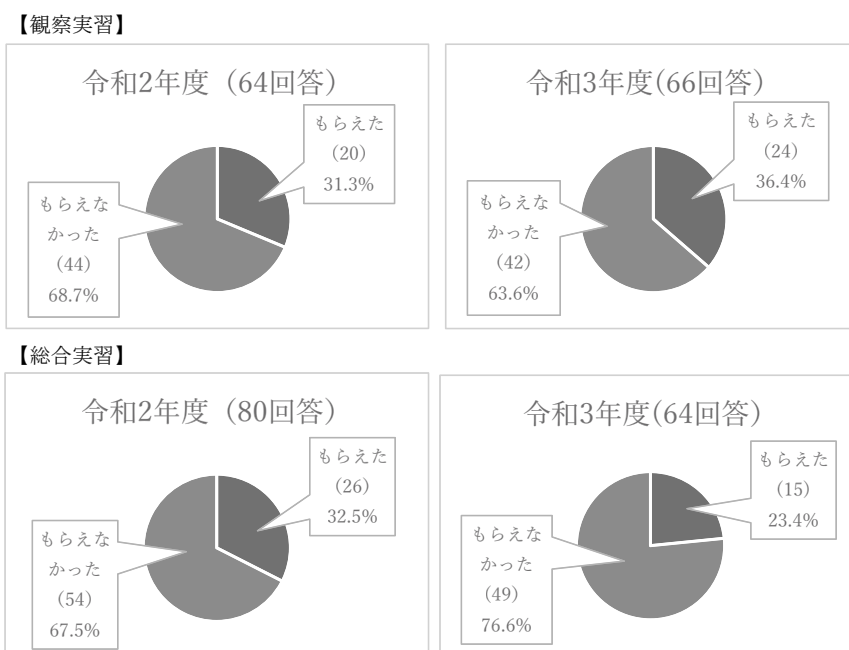 【観察実習】
令和2年度（64回答）
もらえた
（20）
31.3%
もらえな
かった
（44）
68.7%
令和3年度(66回答)
もらえた
（24）
36.4%
もらえな
かった
（42）
63.6%
【総合実習】
令和2年度（80回答）
もらえた
（26）
32.5%
もらえな
かった
（54）
67.5%
令和3年度(64回答)
もらえた
（15）
23.4%
もらえな
かった
（49）
76.6%